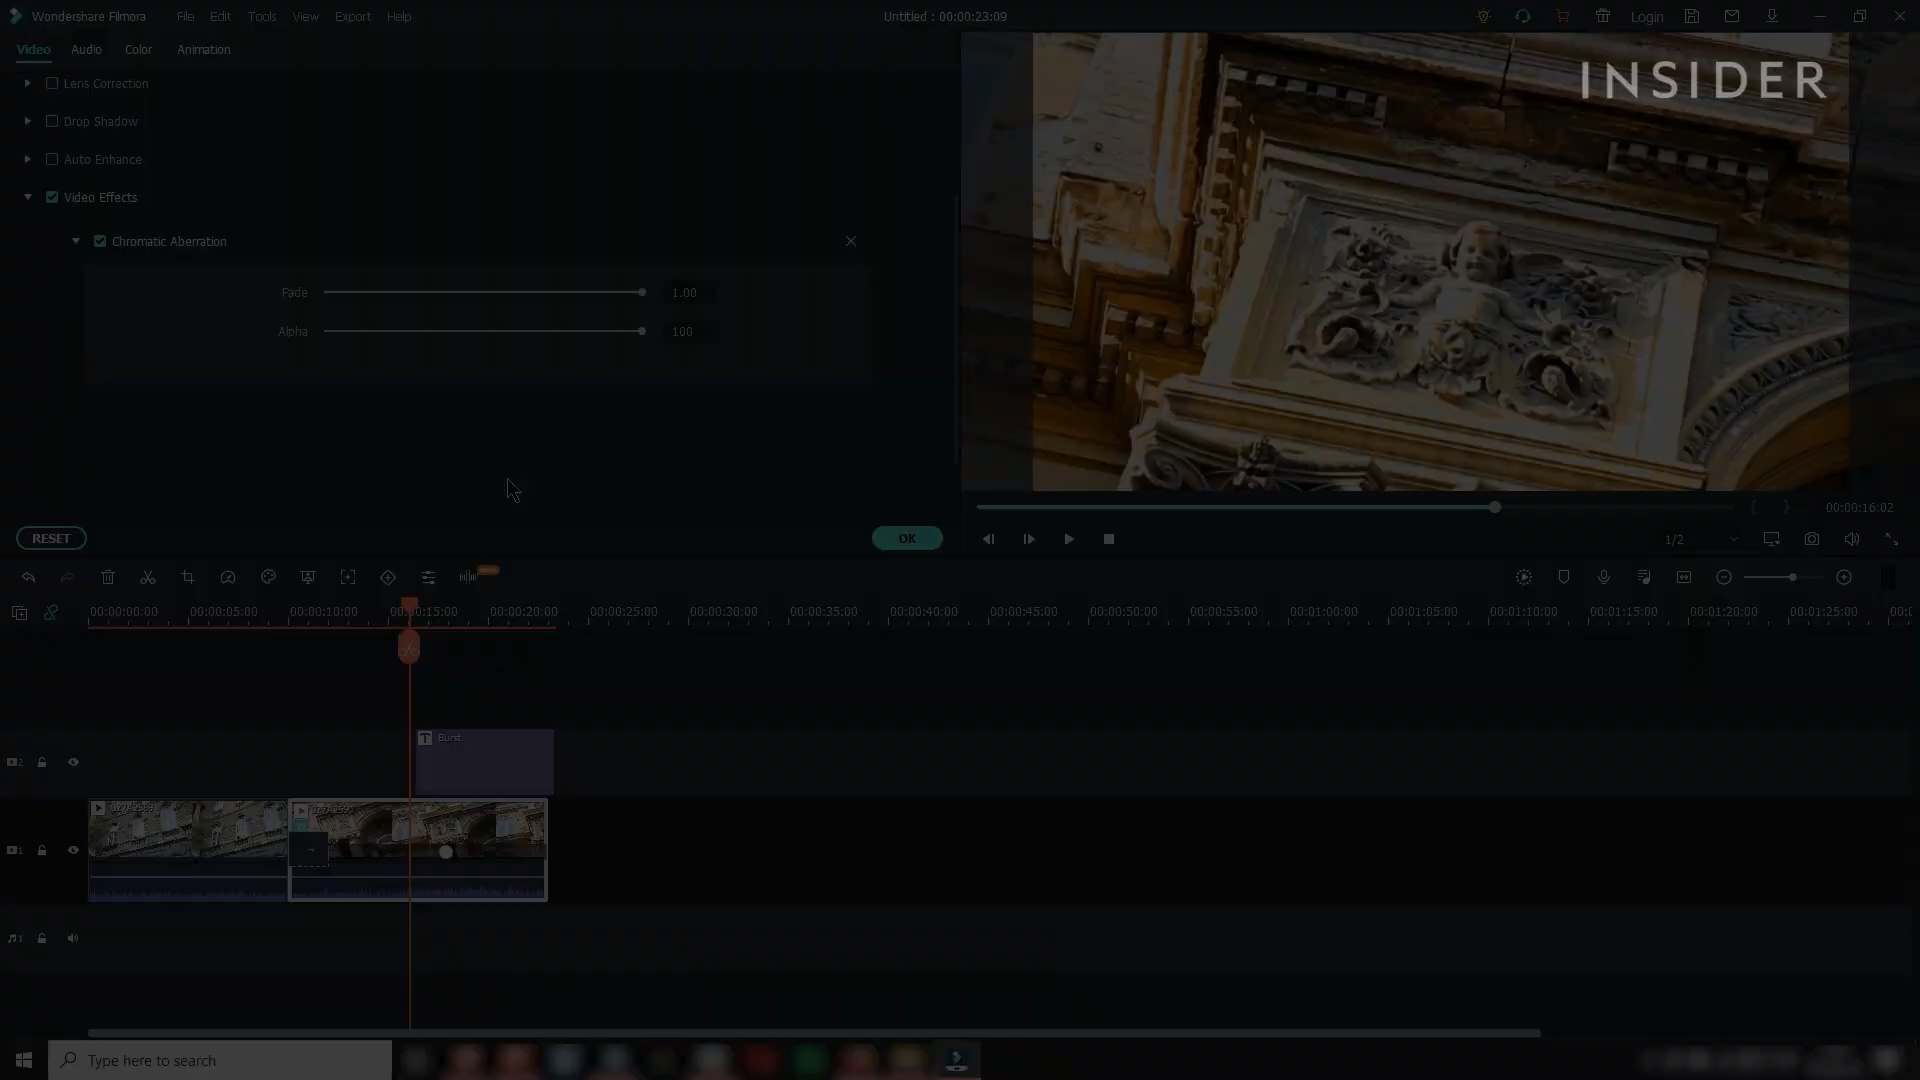 Wondershare Filmora File Edit Tools View Export Help Untitled : 00:00:23:09 Login
Video Audio Color Animation
INSIDER
Lens Correction
Drop Shadow
Auto Enhance
Video Effects
Chromatic Aberration
Fade 1.00
Alpha 100
00:00:16:02
RESET OK 1/2
00:00:00:00 00:00:05:00 00:00:10:00 00:00:15:00 00:00:20:00 00:00:25:00 00:00:30:00 00:00:35:00 00:00:40:00 00:00:45:00 00:00:50:00 00:00:55:00 00:01:00:00 00:01:05:00 00:01:10:00 00:01:15:00 00:01:20:00 00:01:25:00
T Burst
2
1
1
Type here to search